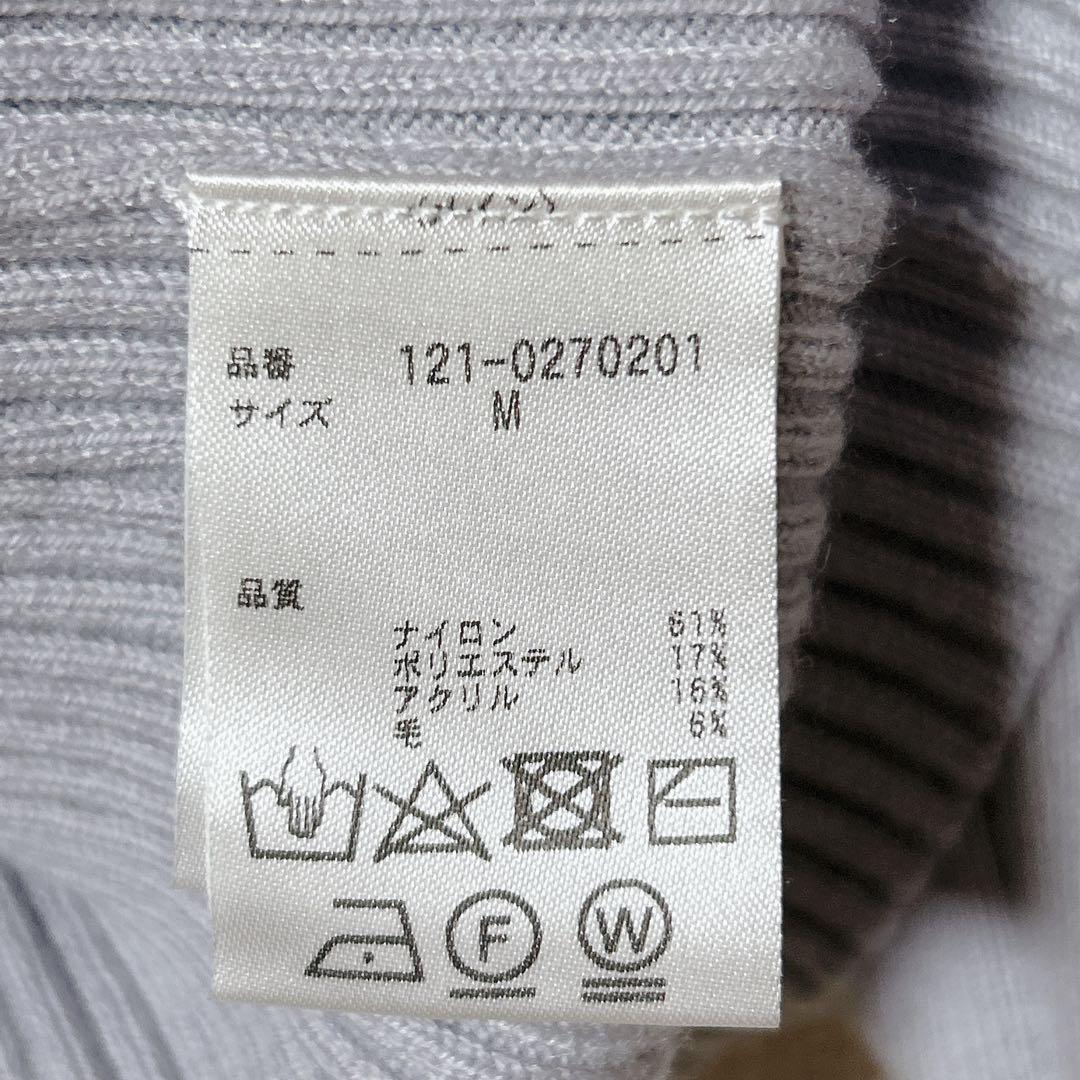 品番 121-0270201
サイズ M
品質
ナイロン 61%
ポリエステル 17%
アクリル 16%
毛 6%
F W